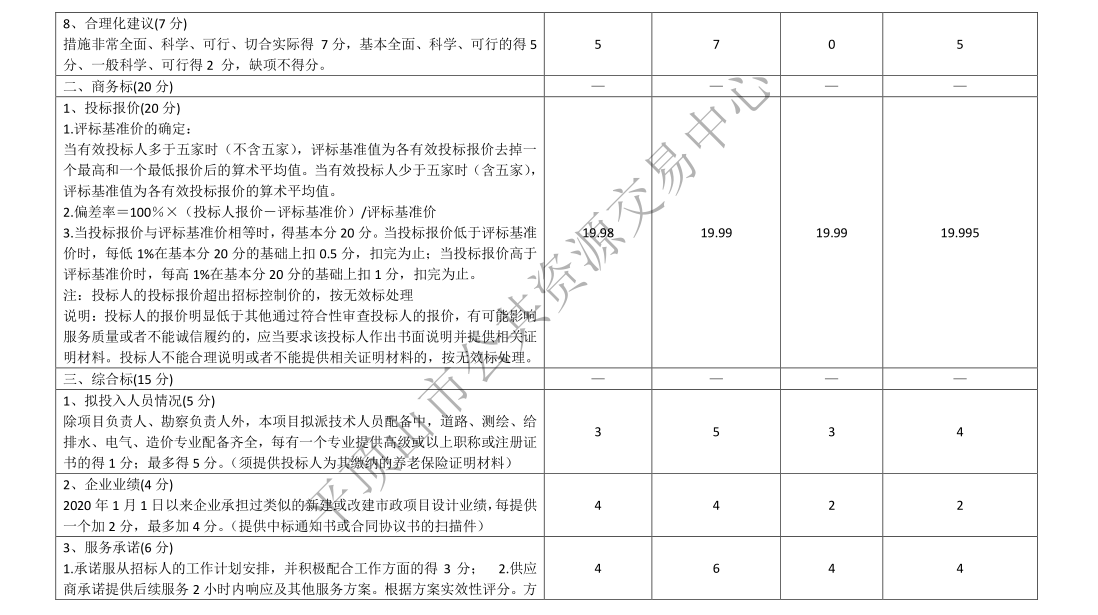 8、合理化建议(7 分)
措施非常全面、科学、可行、切合实际得 7 分，基本全面、科学、可行的得 5
分、一般科学、可行得 2 分，缺项不得分。
5 7 0 5
二、商务标(20 分)
— — — —
1、投标报价(20 分)
1.评标基准价的确定：
当有效投标人多于五家时（不含五家），评标基准值为各有效投标报价去掉一
个最高和一个最低报价后的算术平均值。当有效投标人少于五家时（含五家），
评标基准值为各有效投标报价的算术平均值。
2.偏差率＝100％×（投标人报价－评标基准价）/评标基准价
3.当投标报价与评标基准价相等时，得基本分 20 分。当投标报价低于评标基准
价时，每低 1%在基本分 20 分的基础上扣 0.5 分，扣完为止；当投标报价高于
评标基准价时，每高 1%在基本分 20 分的基础上扣 1 分，扣完为止。
注：投标人的投标报价超出招标控制价的，按无效标处理
说明：投标人的报价明显低于其他通过符合性审查投标人的报价，有可能影响
服务质量或者不能诚信履约的，应当要求该投标人作出书面说明并提供相关证
明材料。投标人不能合理说明或者不能提供相关证明材料的，按无效标处理。
19.98 19.99 19.99 19.995
三、综合标(15 分)
— — — —
1、拟投入人员情况(5 分)
除项目负责人、勘察负责人外，本项目拟派技术人员配备中，道路、测绘、给
排水、电气、造价专业配备齐全，每有一个专业提供高级或以上职称或注册证
书的得 1 分；最多得 5 分。（须提供投标人为其缴纳的养老保险证明材料）
3 5 3 4
2、企业业绩(4 分)
2020 年 1 月 1 日以来企业承担过类似的新建或改建市政项目设计业绩，每提供
一个加 2 分，最多加 4 分。（提供中标通知书或合同协议书的扫描件）
4 4 2 2
3、服务承诺(6 分)
1.承诺服从招标人的工作计划安排，并积极配合工作方面的得 3 分； 2.供应
商承诺提供后续服务 2 小时内响应及其他服务方案。根据方案实效性评分。方
4 6 4 4
平顶山市公共资源交易中心